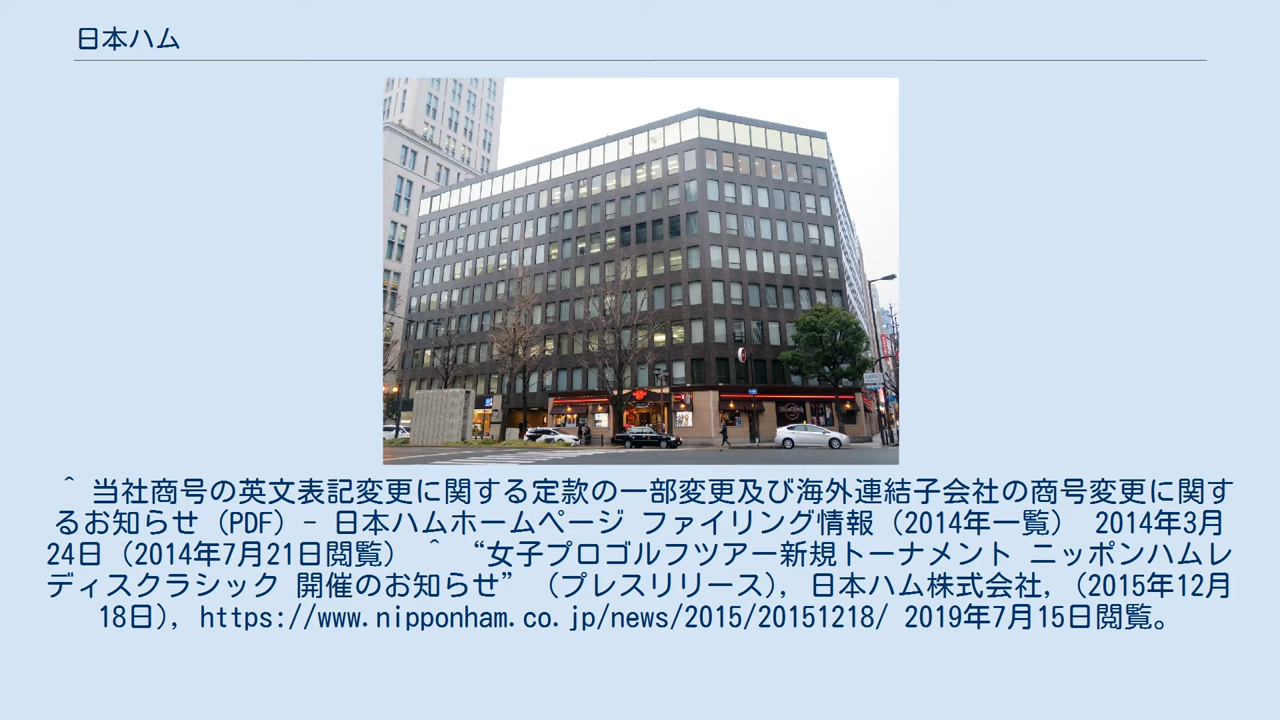 日本ハム
^ 当社商号の英文表記変更に関する定款の一部変更及び海外連結子会社の商号変更に関す
るお知らせ（PDF）- 日本ハムホームページ ファイリング情報（2014年一覧） 2014年3月
24日（2014年7月21日閲覧） ^ “女子プロゴルフツアー新規トーナメント ニッポンハムレ
ディスクラシック 開催のお知らせ” （プレスリリース), 日本ハム株式会社, (2015年12月
18日), https://www.nipponham.co.jp/news/2015/20151218/ 2019年7月15日閲覧。